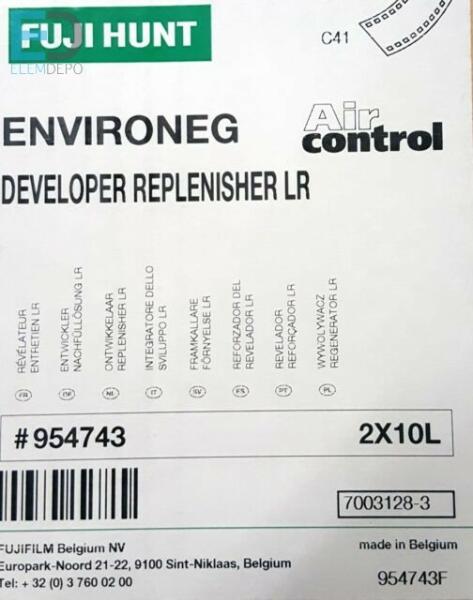 FUJI HUNT
C41
ELLMDEPO
ENVIRONEG
Air
control
DEVELOPER REPLENISHER LR
RÉVÉLATEUR
ENTRETIEN LR
FR
ENTWICKLER
NACHFÜLLÖSUNG LR
DE
ONTWIKKELAAR
REPLENISHER LR
NL
INTEGRATORE DELLO
SVILUPPO LR
IT
FRAMKALLARE
FÖRNYELSE LR
SV
REFORZADOR DEL
REVELADOR LR
ES
REVELADOR
REFORÇADOR LR
PT
WYWOLYWACZ
REGENERATOR LR
PL
#954743
2X10L
7003128-3
FUJIFILM Belgium NV
made in Belgium
Europark-Noord 21-22, 9100 Sint-Niklaas, Belgium
Tel: + 32 (0) 3 760 02 00
954743F